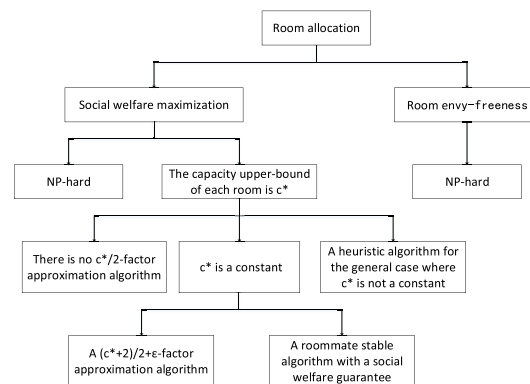 Room allocation
Social welfare maximization
Room envy-freeness
NP-hard
The capacity upper-bound
of each room is c*
NP-hard
There is no c*/2-factor
approximation algorithm
c* is a constant
A heuristic algorithm for
the general case where
c* is not a constant
A (c*+2)/2+ε-factor
approximation algorithm
A roommate stable
algorithm with a social
welfare guarantee